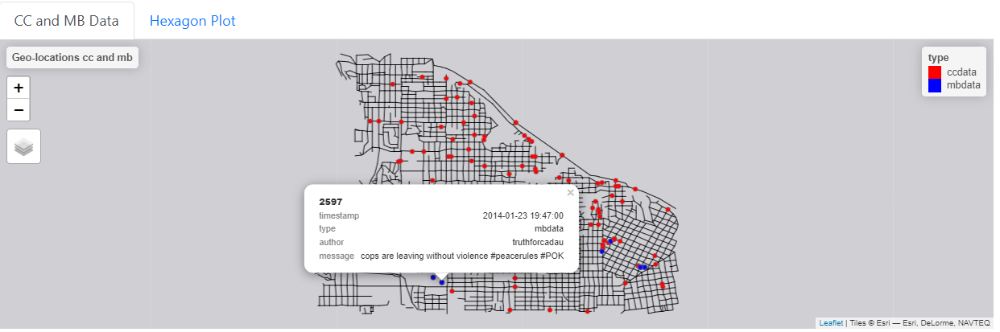 CC and MB Data
Hexagon Plot
Geo-locations cc and mb
+
−
type
ccdata
mbdata
×
2597
timestamp 2014-01-23 19:47:00
type mbdata
author truthforcadau
message cops are leaving without violence #peacerules #POK
Leaflet | Tiles © Esri — Esri, DeLorme, NAVTEQ